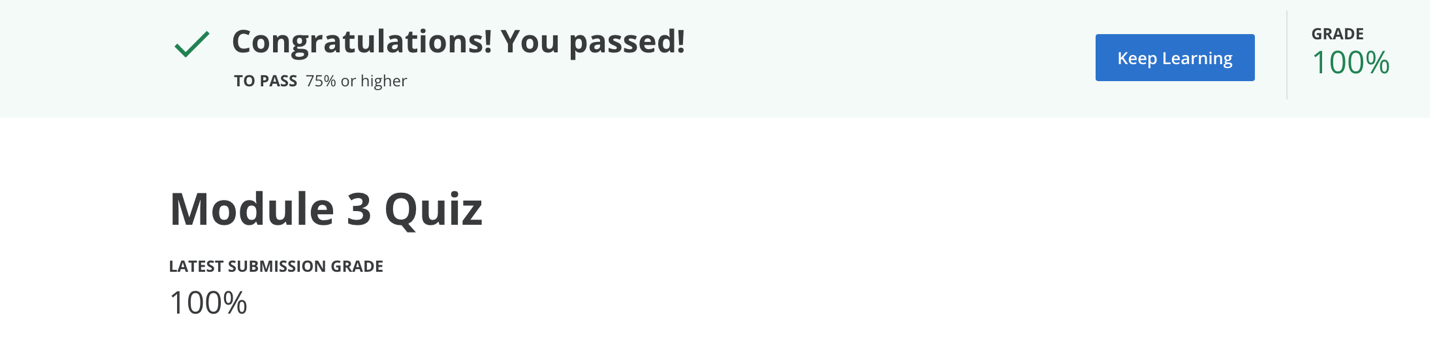 Congratulations! You passed!
TO PASS 75% or higher
Keep Learning
GRADE
100%
Module 3 Quiz
LATEST SUBMISSION GRADE
100%